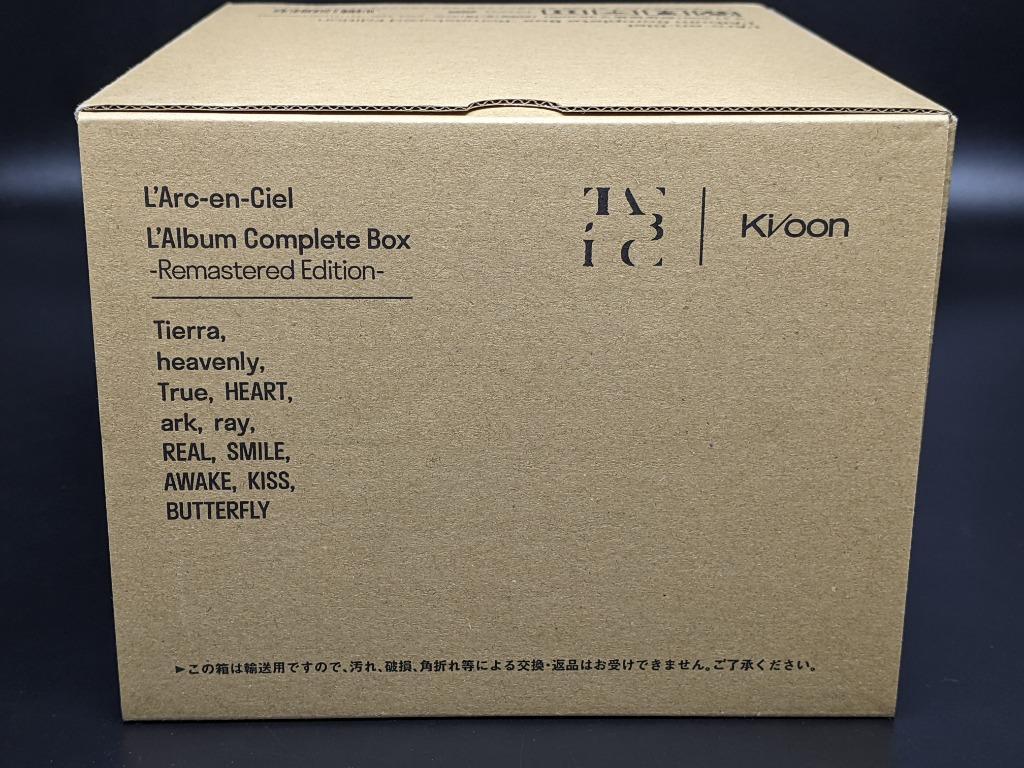 L'Arc-en-Ciel
L'Album Complete Box
-Remastered Edition-
Tierra,
heavenly,
True, HEART,
ark, ray,
REAL, SMILE,
AWAKE, KISS,
BUTTERFLY
Ki/oon
►この箱は輸送用ですので、汚れ、破損、角折れ等による交換・返品はお受けできません。ご了承ください。